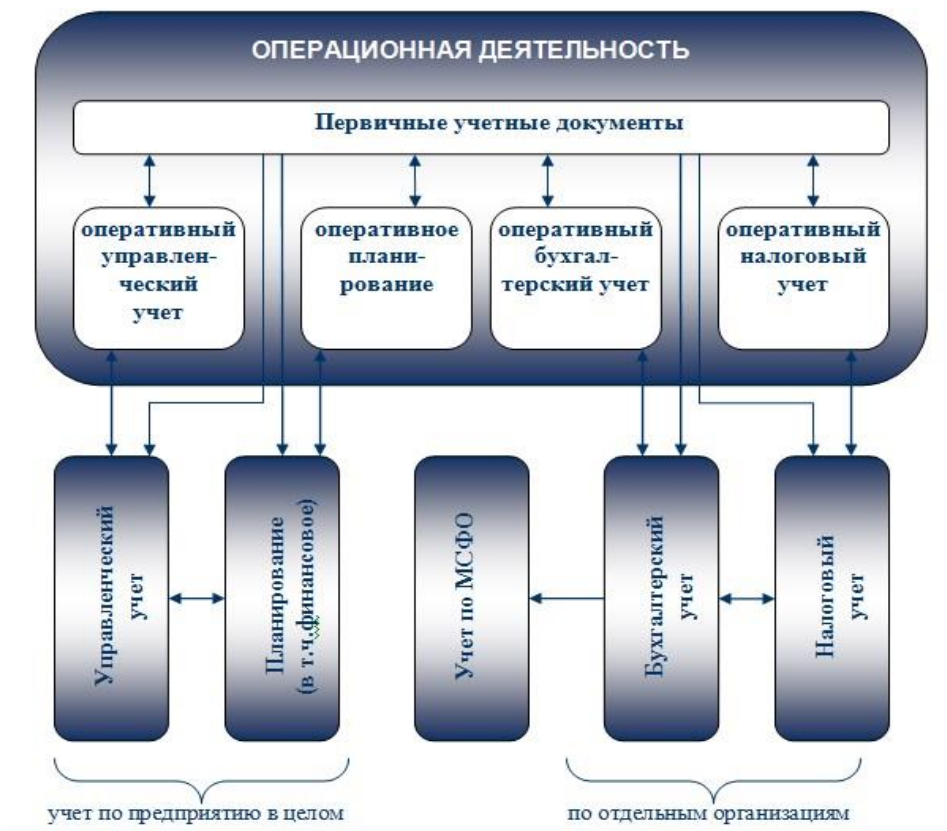 ОПЕРАЦИОННАЯ ДЕЯТЕЛЬНОСТЬ
Первичные учетные документы
оперативный
управлен-
ческий
учет
оперативное
плани-
рование
оперативный
бухгал-
терский учет
оперативный
налоговый
учет
Управленческий
учет
Планирование
(в т.ч.финансовое)
Учет по МСФО
Бухгалтерский
учет
Налоговый
учет
учет по предприятию в целом
по отдельным организациям